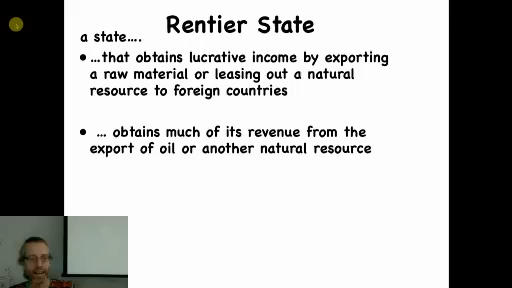 Rentier State
a state….
• …that obtains lucrative income by exporting
a raw material or leasing out a natural
resource to foreign countries
• … obtains much of its revenue from the
export of oil or another natural resource